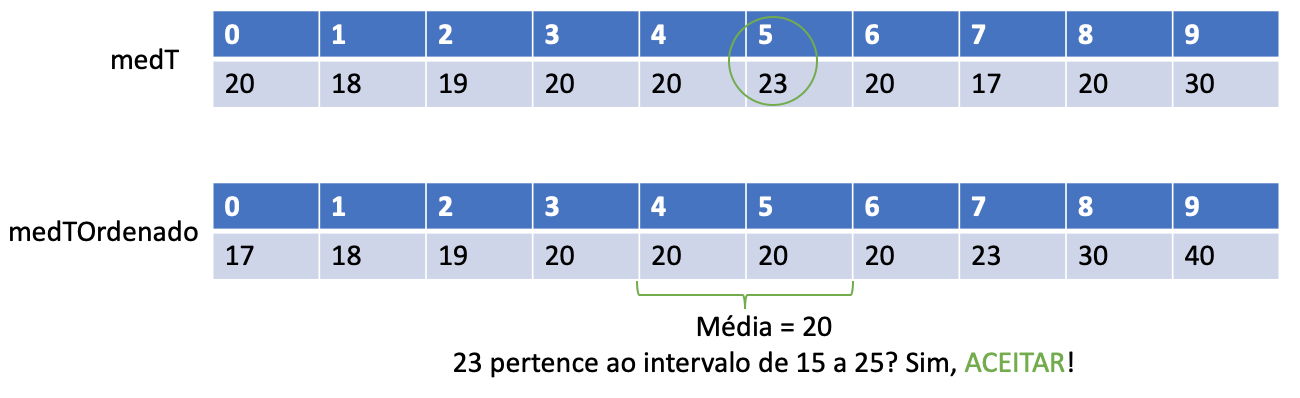 medT
0 1 2 3 4 5 6 7 8 9
20 18 19 20 20 23 20 17 20 30
medTOrdenado
0 1 2 3 4 5 6 7 8 9
17 18 19 20 20 20 20 23 30 40
Média = 20
23 pertence ao intervalo de 15 a 25? Sim, ACEITAR!